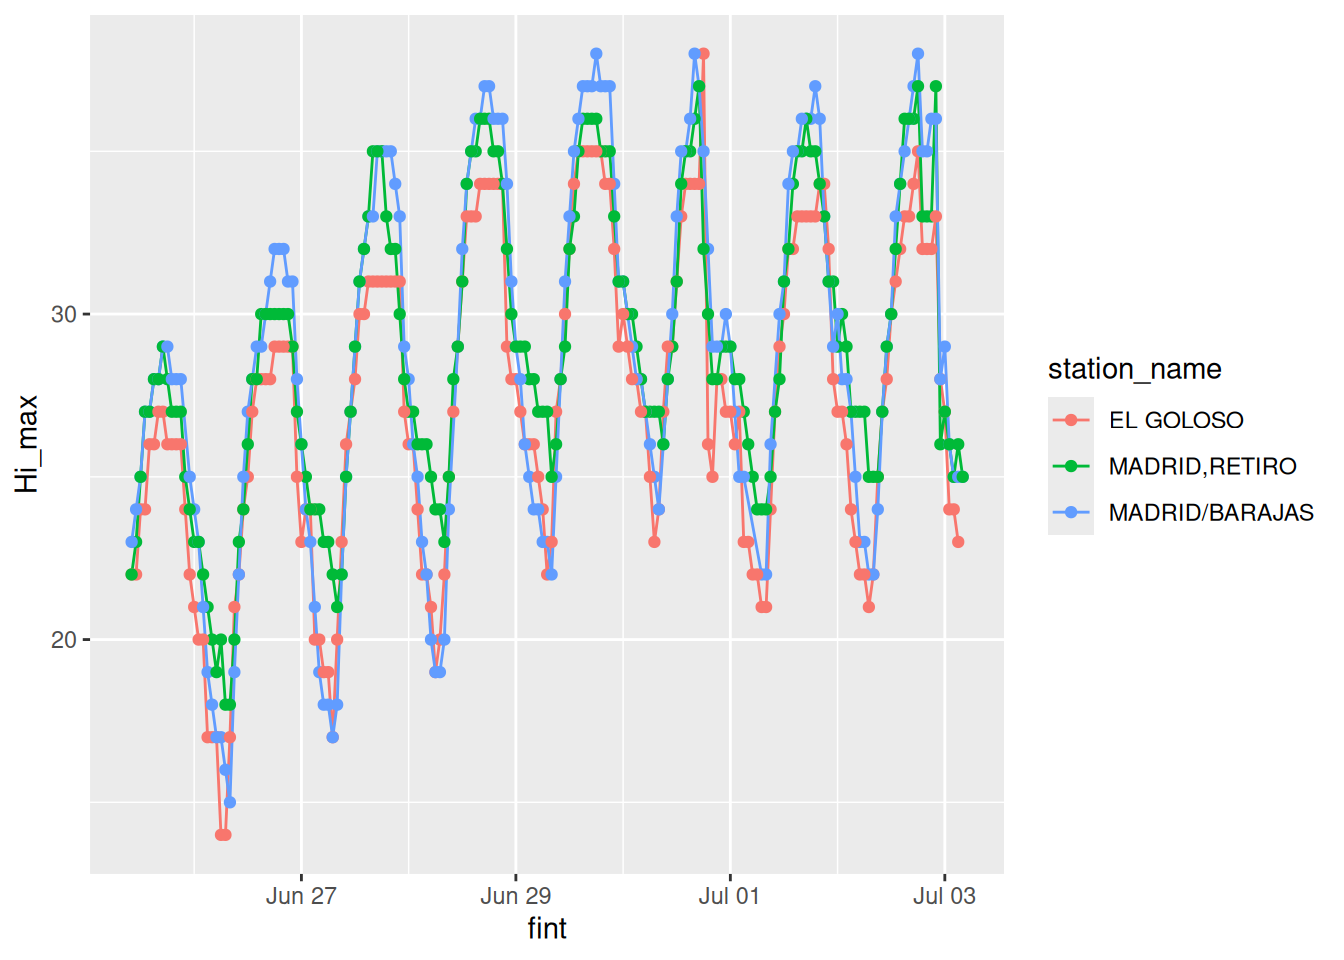 Hi_max
30
20
Jun 27
Jun 29
Jul 01
Jul 03
fint
station_name
EL GOLOSO
MADRID,RETIRO
MADRID/BARAJAS